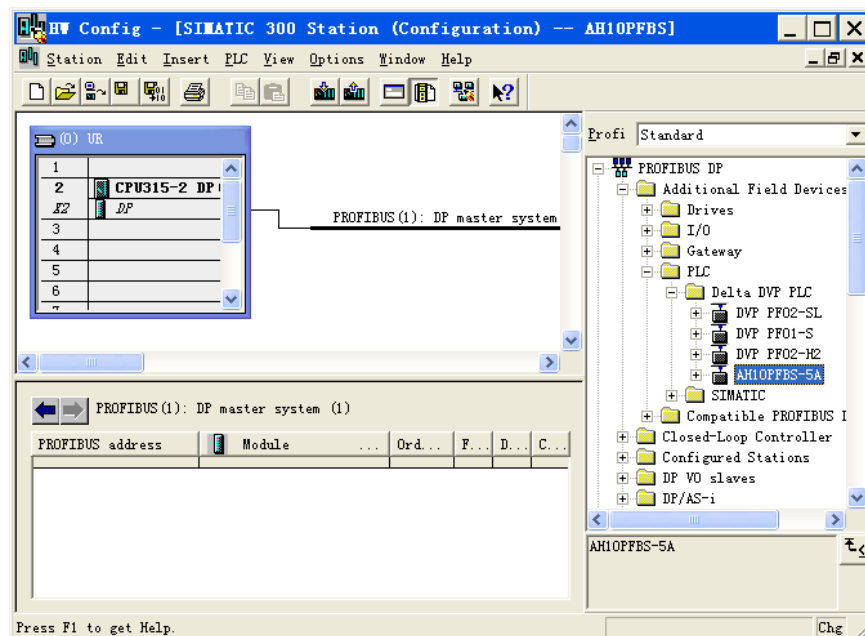 HW Config - [SIMATIC 300 Station (Configuration) -- AH10PFBS]
Station Edit Insert PLC View Options Window Help
(0) UR
1
2 CPU315-2 DP
X2 DP
3
4
5
6
7
PROFIBUS(1): DP master system
PROFIBUS(1): DP master system (1)
PROFIBUS address Module ... Ord... F... D... C...
Profi Standard
PROFIBUS DP
Additional Field Devices
Drives
I/O
Gateway
PLC
Delta DVP PLC
DVP PF02-SL
DVP PF01-S
DVP PF02-H2
AH10PFBS-5A
SIMATIC
Compatible PROFIBUS
Closed-Loop Controller
Configured Stations
DP V0 slaves
DP/AS-i
AH10PFBS-5A
Press F1 to get Help.
Chg